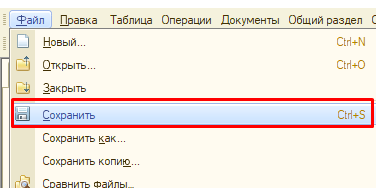 Файл Правка Таблица Операции Документы Общий раздел
Новый... Ctrl+N
Открыть... Ctrl+O
Закрыть
Сохранить Ctrl+S
Сохранить как...
Сохранить копию...
Сравнить файлы...